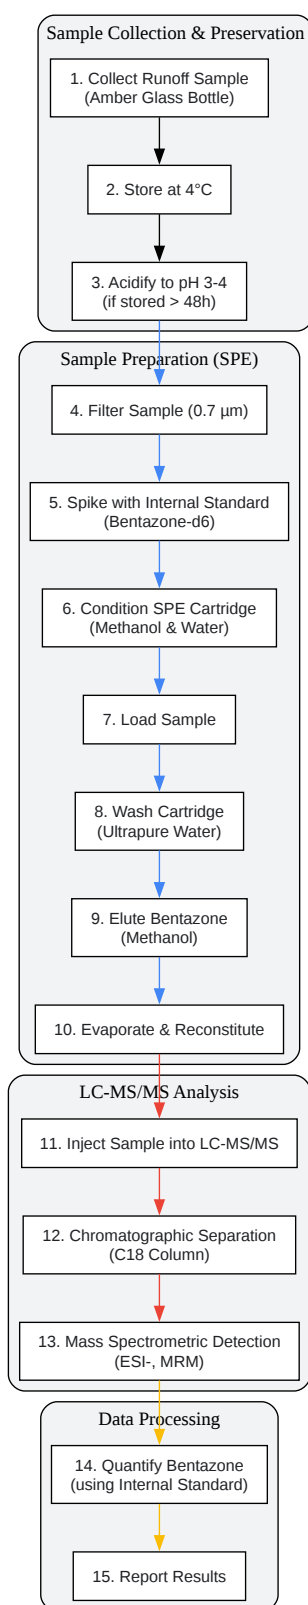 Sample Collection & Preservation
1. Collect Runoff Sample
(Amber Glass Bottle)
2. Store at 4°C
3. Acidify to pH 3-4
(if stored > 48h)
Sample Preparation (SPE)
4. Filter Sample (0.7 µm)
5. Spike with Internal Standard
(Bentazone-d6)
6. Condition SPE Cartridge
(Methanol & Water)
7. Load Sample
8. Wash Cartridge
(Ultrapure Water)
9. Elute Bentazone
(Methanol)
10. Evaporate & Reconstitute
LC-MS/MS Analysis
11. Inject Sample into LC-MS/MS
12. Chromatographic Separation
(C18 Column)
13. Mass Spectrometric Detection
(ESI-, MRM)
Data Processing
14. Quantify Bentazone
(using Internal Standard)
15. Report Results